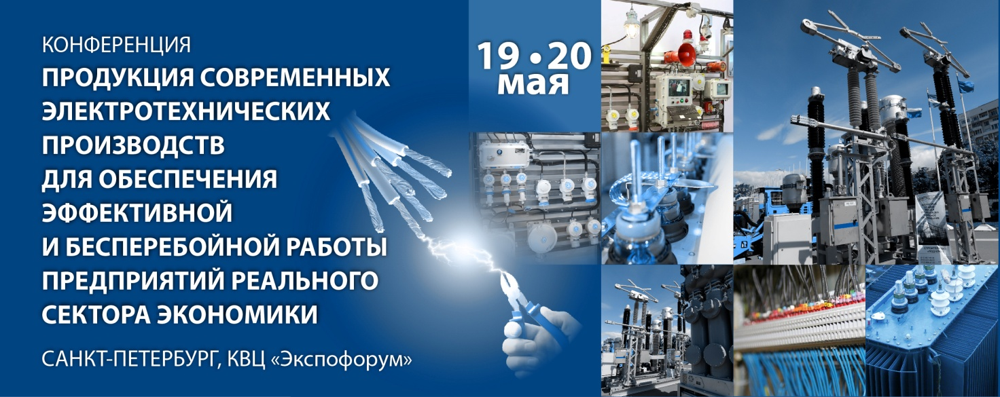 КОНФЕРЕНЦИЯ
ПРОДУКЦИЯ СОВРЕМЕННЫХ
ЭЛЕКТРОТЕХНИЧЕСКИХ
ПРОИЗВОДСТВ
ДЛЯ ОБЕСПЕЧЕНИЯ
ЭФФЕКТИВНОЙ
И БЕСПЕРЕБОЙНОЙ РАБОТЫ
ПРЕДПРИЯТИЙ РЕАЛЬНОГО
СЕКТОРА ЭКОНОМИКИ
САНКТ-ПЕТЕРБУРГ, КВЦ «Экспофорум»
19 • 20
мая